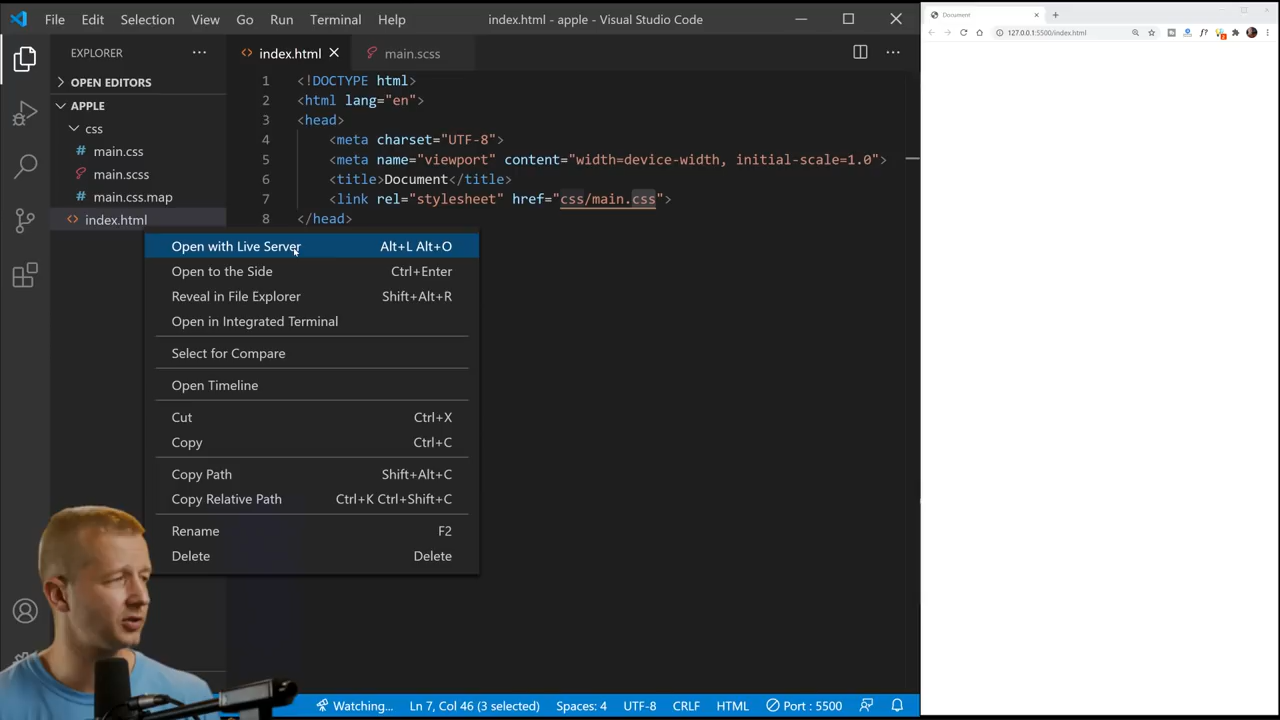 File Edit Selection View Go Run Terminal Help index.html - apple - Visual Studio Code
EXPLORER
index.html
main.scss
OPEN EDITORS
APPLE
css
main.css
main.scss
main.css.map
index.html
1 <!DOCTYPE html>
2 <html lang="en">
3 <head>
4 <meta charset="UTF-8">
5 <meta name="viewport" content="width=device-width, initial-scale=1.0">
6 <title>Document</title>
7 <link rel="stylesheet" href="css/main.css">
8 </head>
Open with Live Server Alt+L Alt+O
Open to the Side Ctrl+Enter
Reveal in File Explorer Shift+Alt+R
Open in Integrated Terminal
Select for Compare
Open Timeline
Cut Ctrl+X
Copy Ctrl+C
Copy Path Shift+Alt+C
Copy Relative Path Ctrl+K Ctrl+Shift+C
Rename F2
Delete Delete
Watching... Ln 7, Col 46 (3 selected) Spaces: 4 UTF-8 CRLF HTML Port : 5500
Document
127.0.0.1:5500/index.html
f?